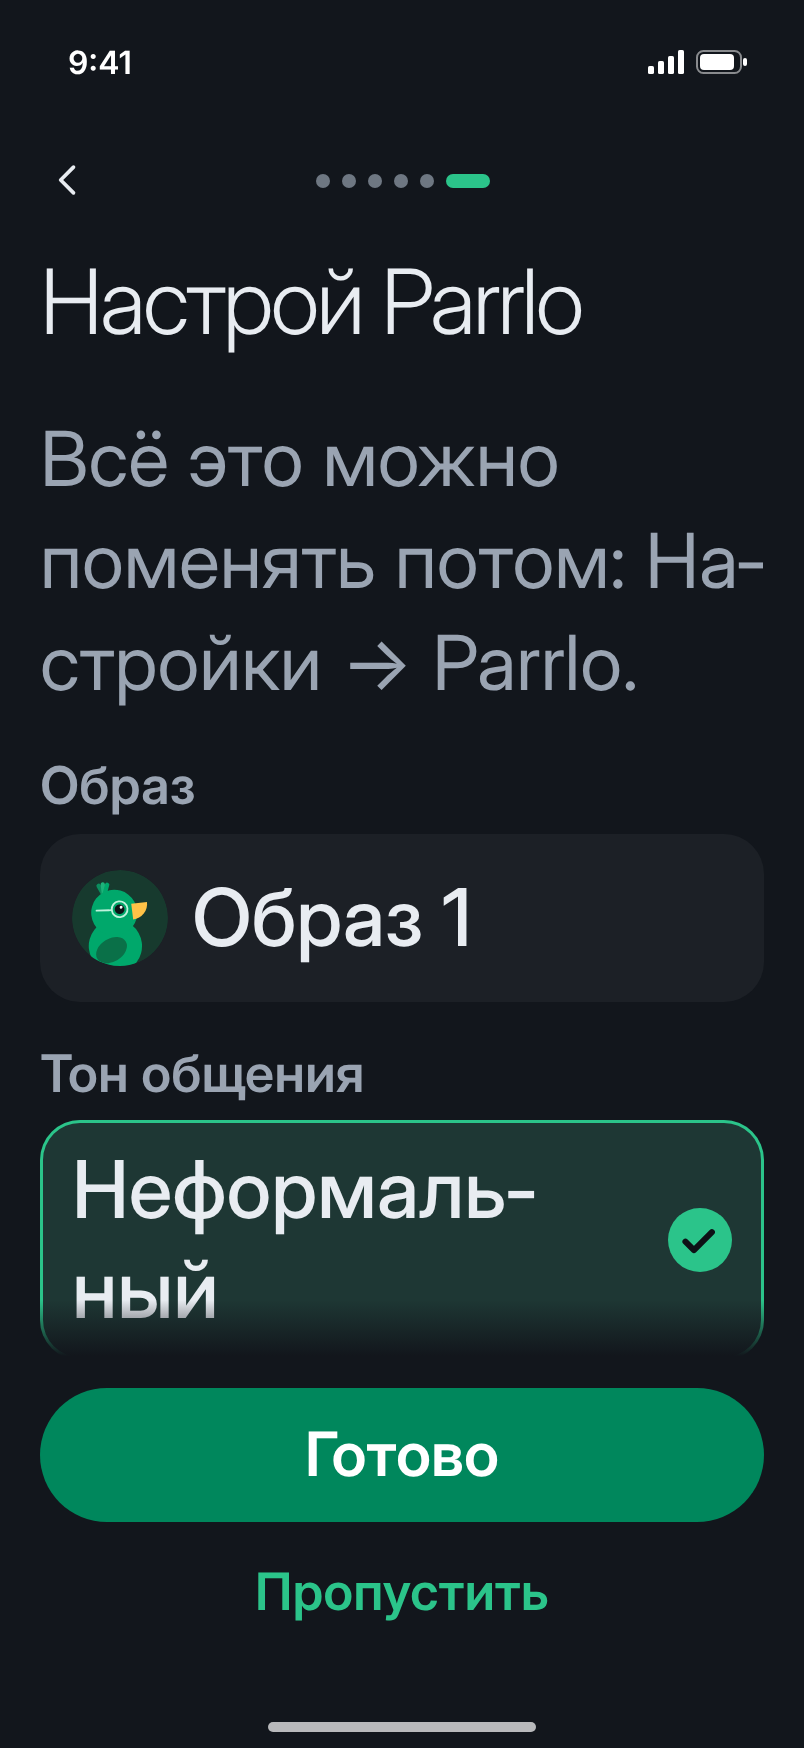 9:41
Настрой Parrlo
Всё это можно
поменять потом: На-
стройки → Parrlo.
Образ
Образ 1
Тон общения
Неформаль-
ный
Готово
Пропустить